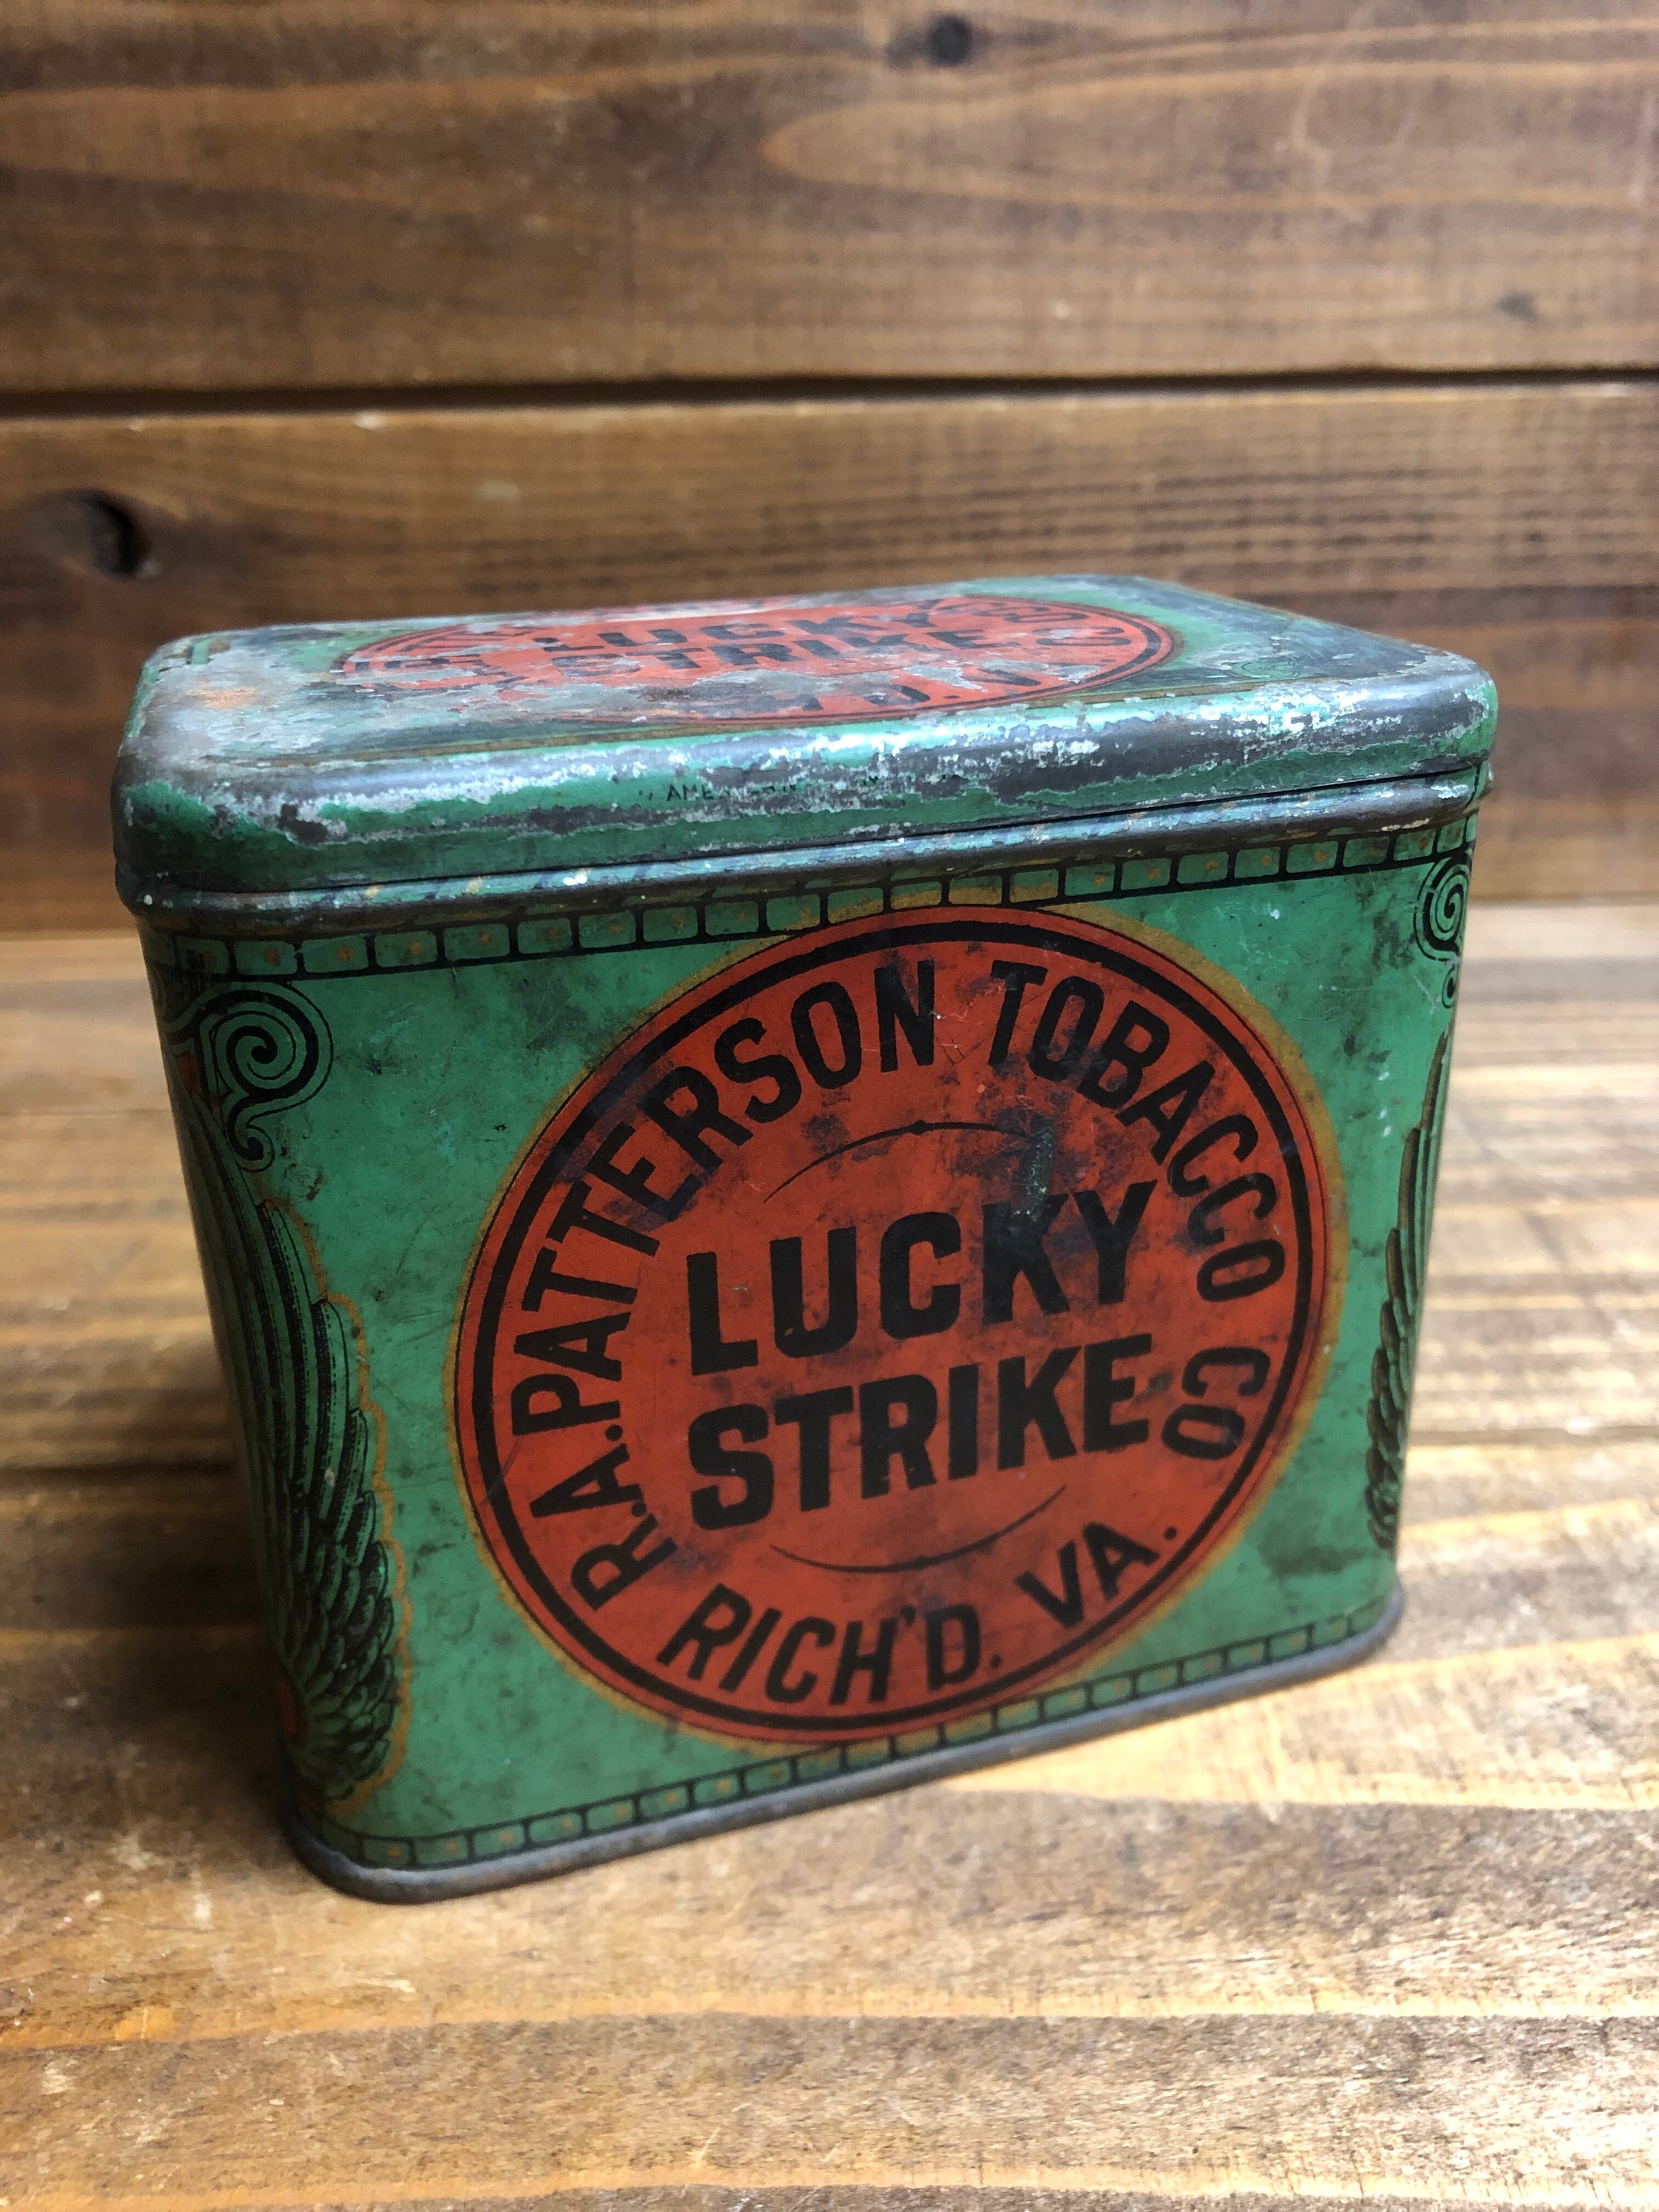 LUCKY
STRIKE
R.A. PATTERSON TOBACCO CO
LUCKY
STRIKE
RICH'D. VA.